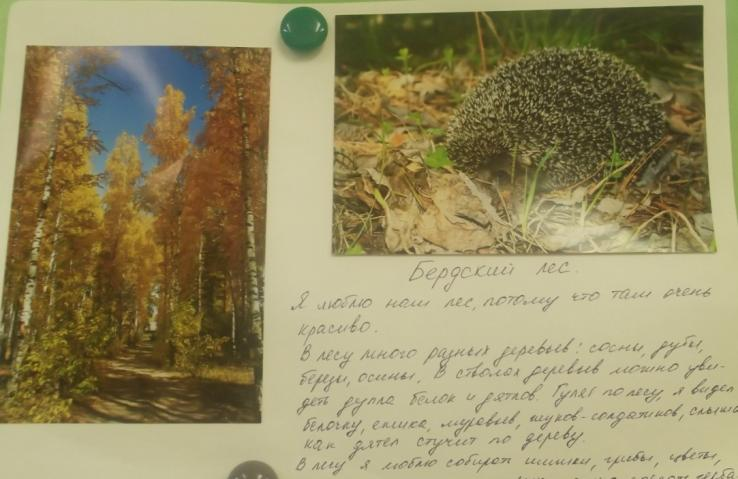 Бердский лес.
Я люблю наш лес, потому что там очень
красиво.
В лесу много разных деревьев: сосны, дубы,
березы, осины. В стволах деревьев можно уви-
деть дупла белок и дятлов. Гуляя по лесу, я видел
белочку, ежика, муравьев, жуков-солдатиков, слышал
как дятел стучит по дереву.
В лесу я люблю собирать шишки, грибы, цветы,